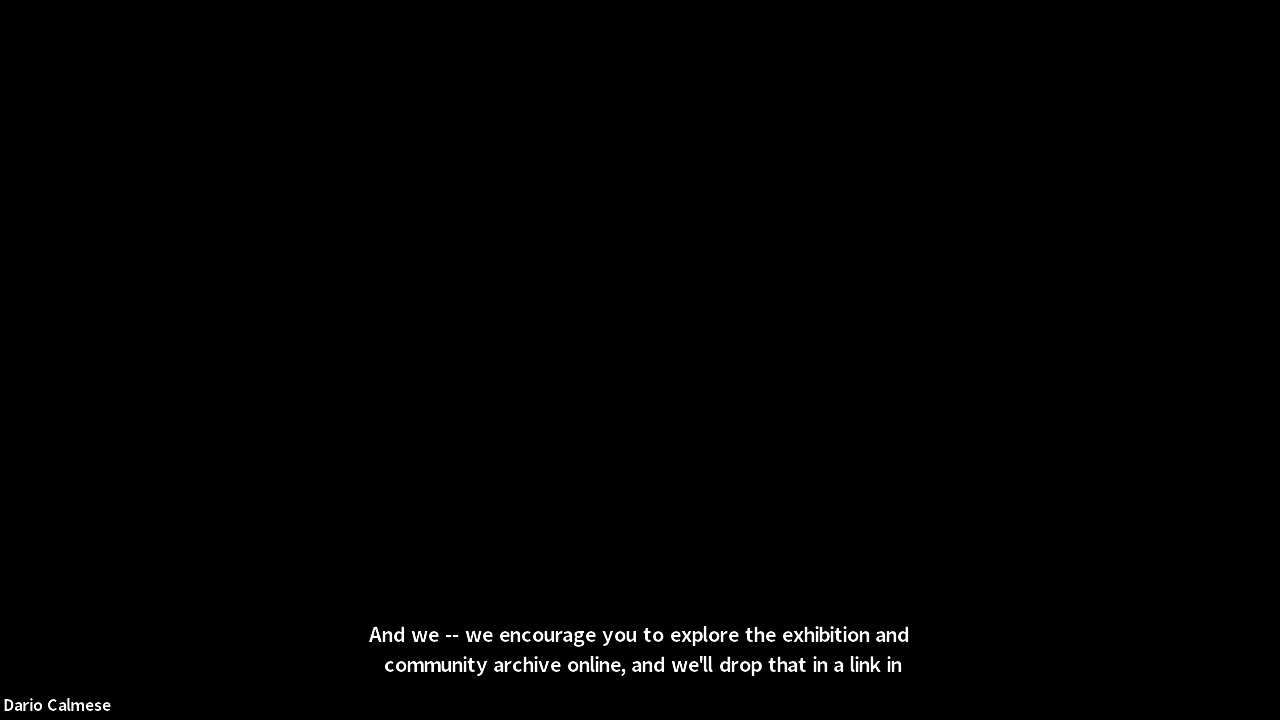 And we -- we encourage you to explore the exhibition and
community archive online, and we'll drop that in a link in
Dario Calmese